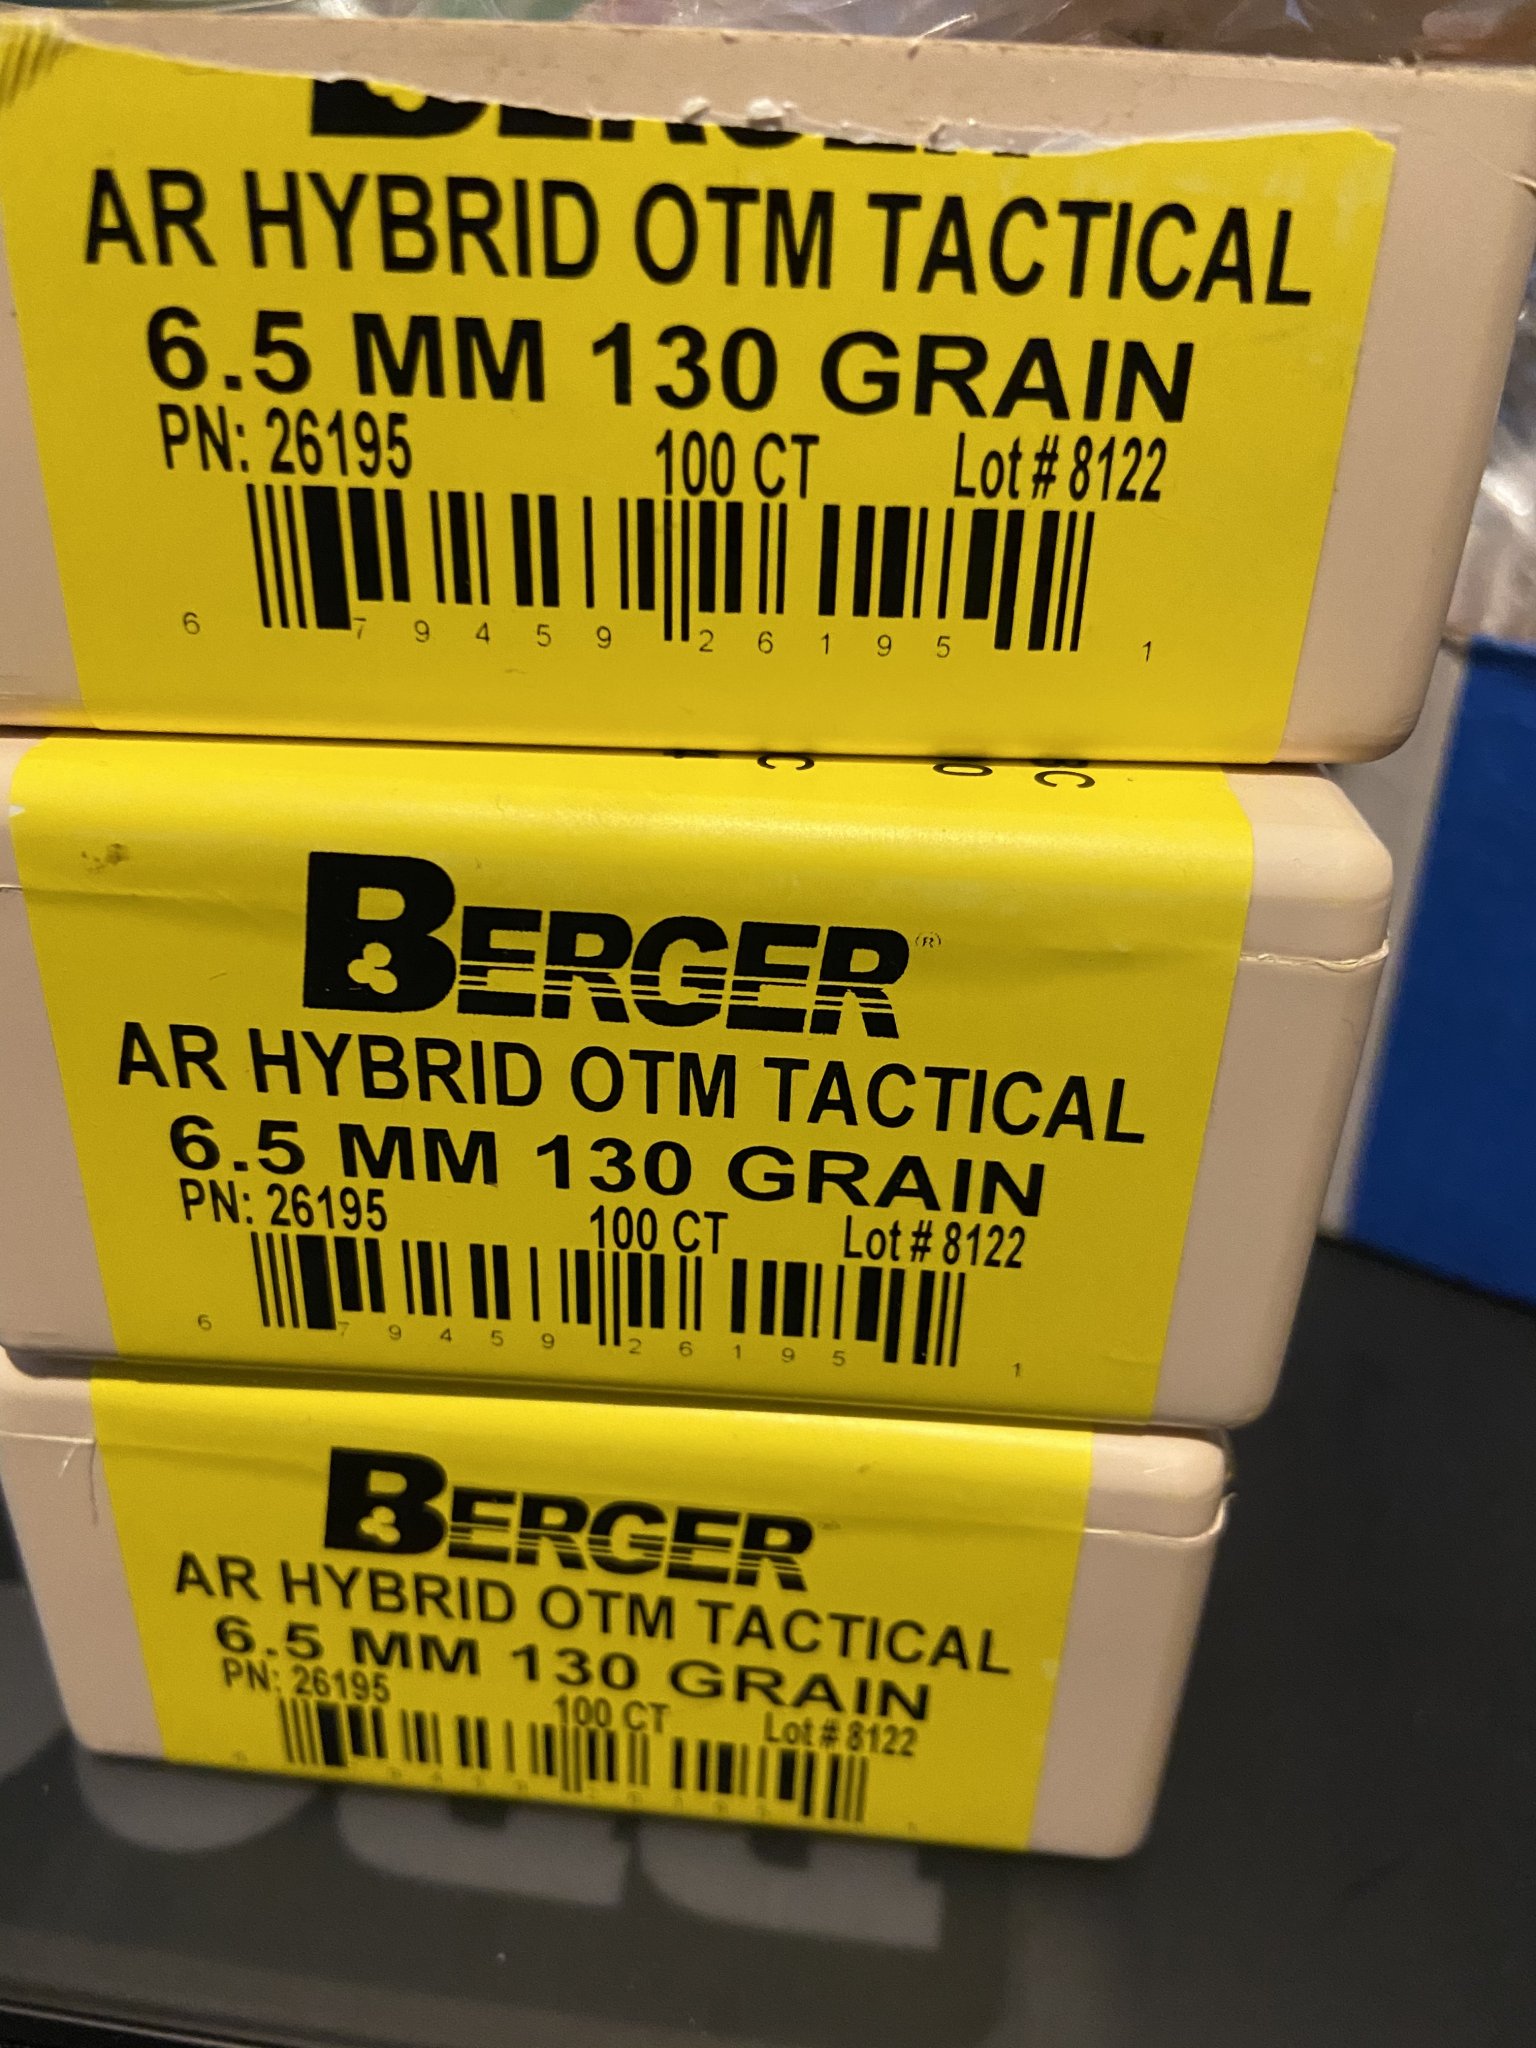 BERGER
AR HYBRID OTM TACTICAL
6.5 MM 130 GRAIN
PN: 26195 100 CT Lot # 8122
6 79459 26195 1
BERGER®
AR HYBRID OTM TACTICAL
6.5 MM 130 GRAIN
PN: 26195 100 CT Lot # 8122
6 79459 26195 1
BERGER
AR HYBRID OTM TACTICAL
6.5 MM 130 GRAIN
PN: 26195 100 CT Lot # 8122